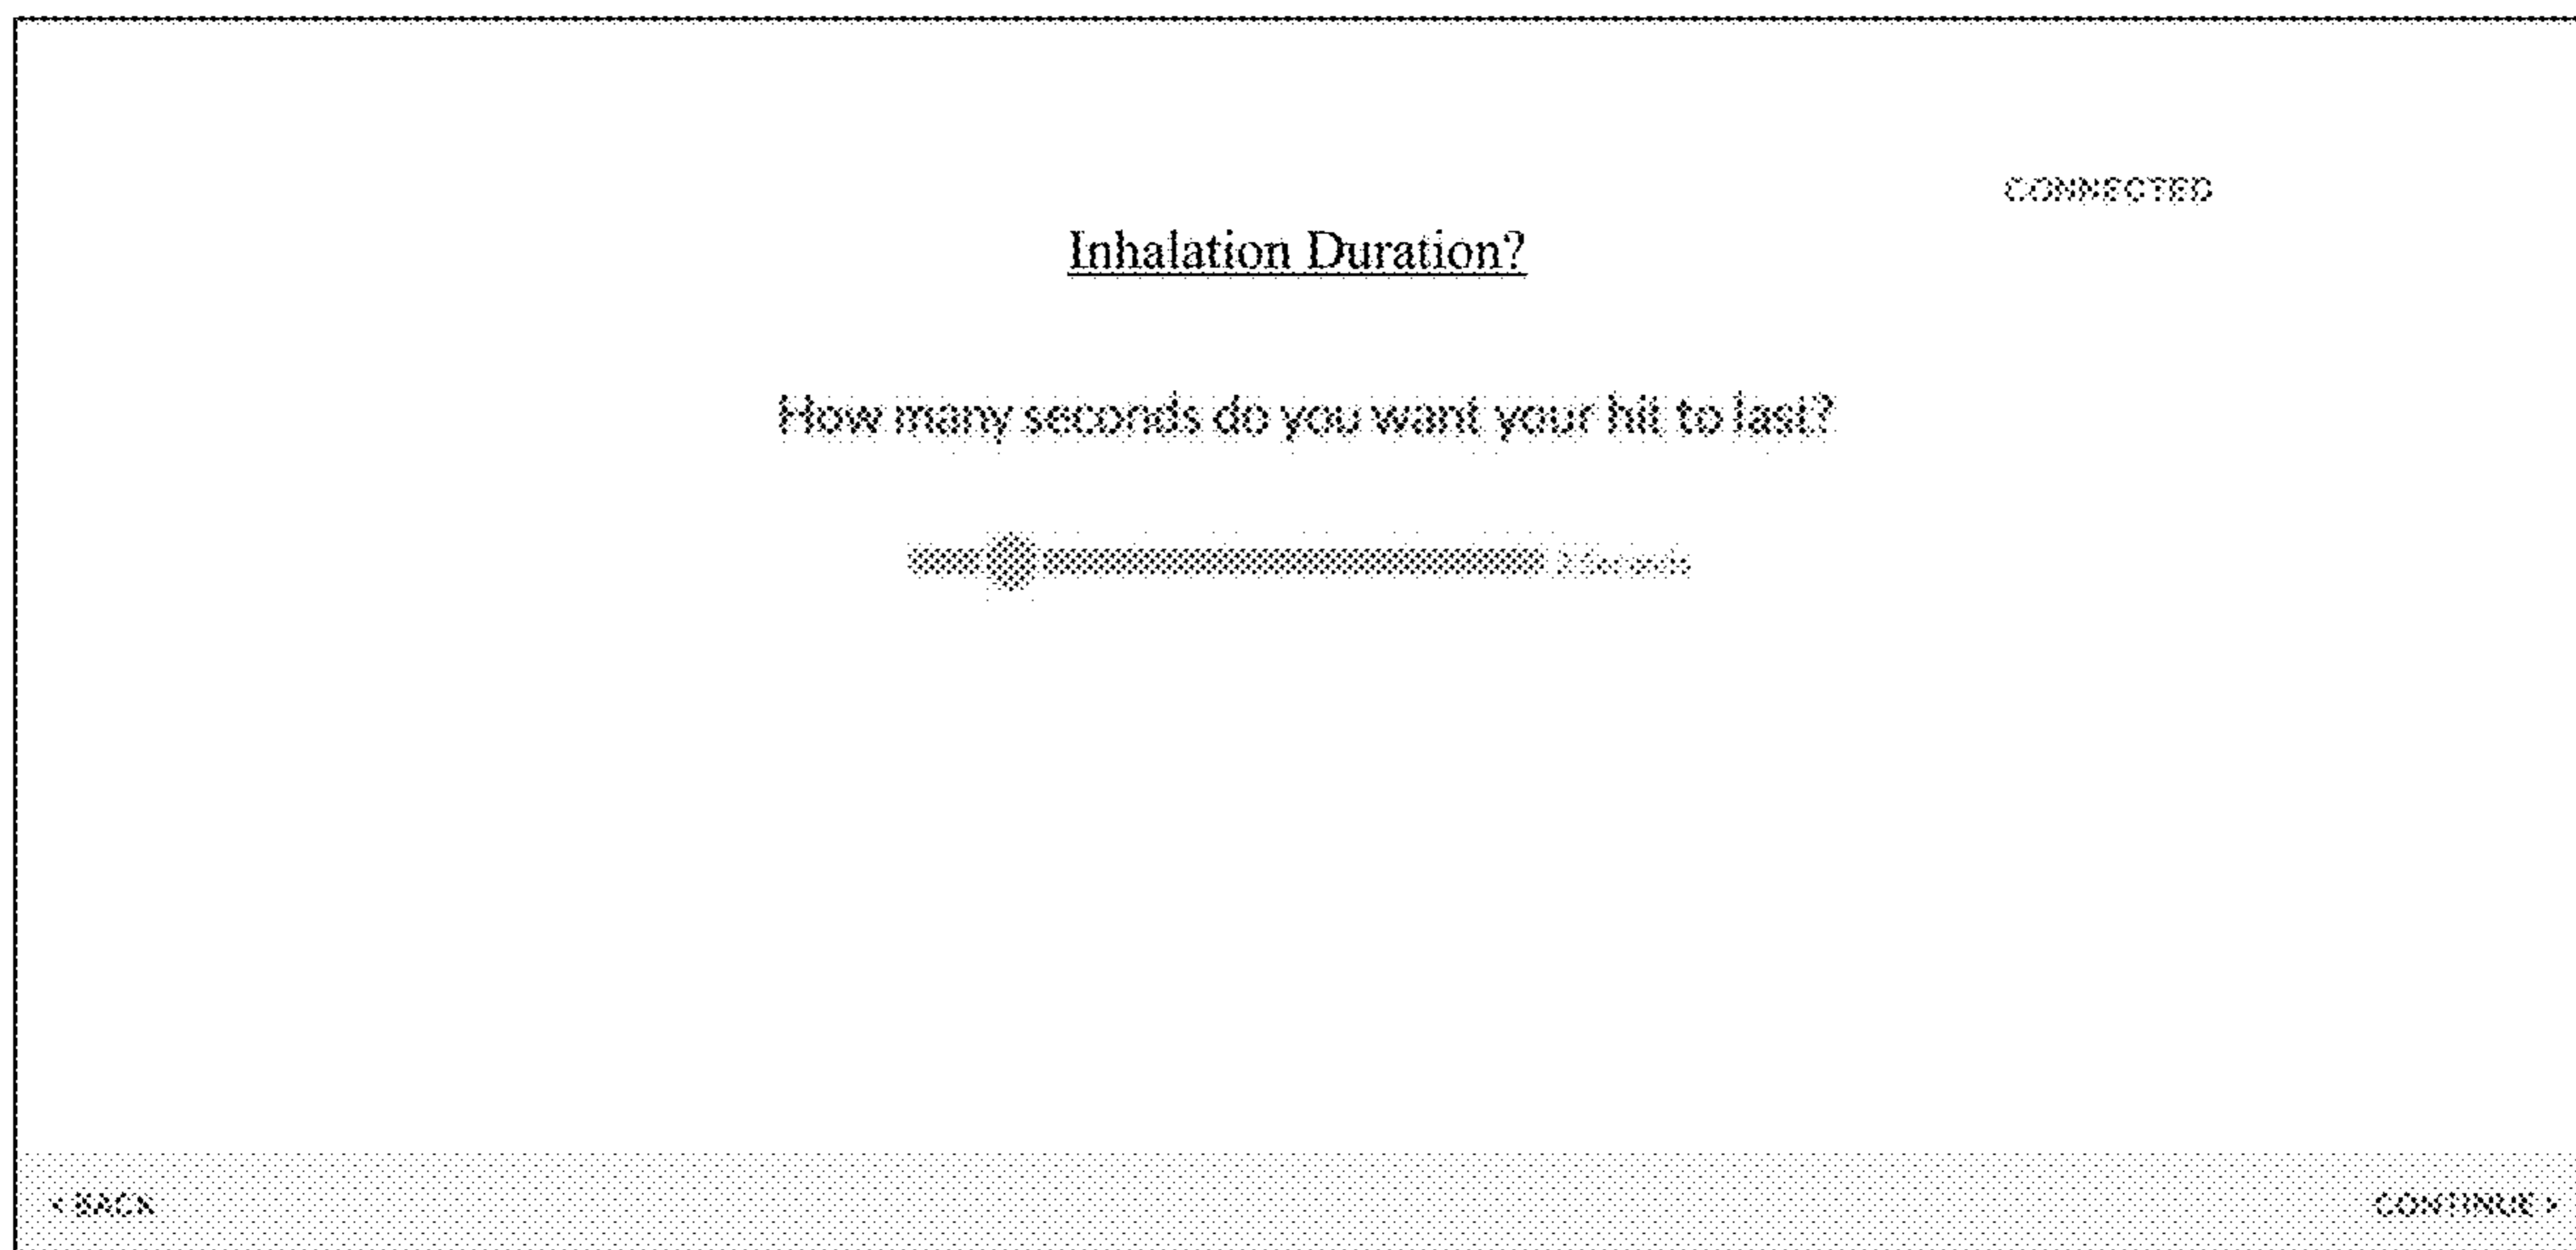 CONNECTED
Inhalation Duration?
How many seconds do you want your hit to last?
< BACK
CONTINUE >